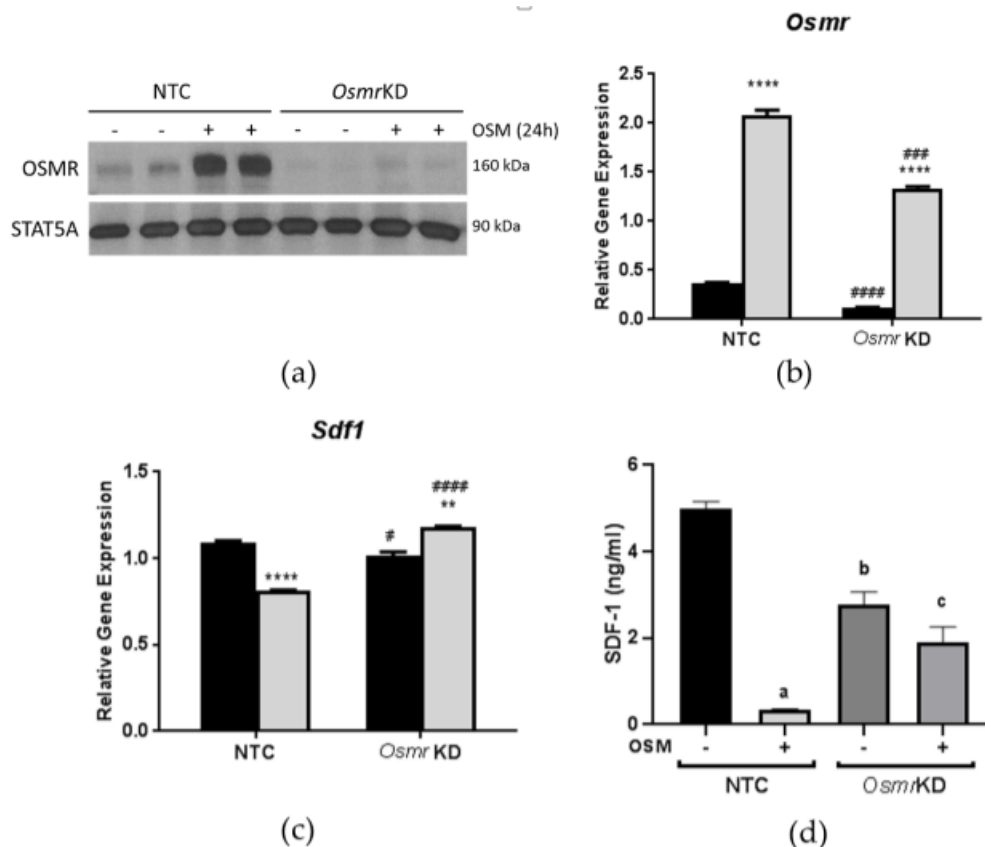 NTC OsmrKD
- - + + - - + + OSM (24h)
OSMR 160 kDa
STAT5A 90 kDa
(a)
Osmr
Relative Gene Expression
2.5
2.0
1.5
1.0
0.5
0.0
****
####
###
****
NTC Osmr KD
(b)
Sdf1
Relative Gene Expression
1.5
1.0
0.5
0.0
****
#
####
**
NTC Osmr KD
(c)
SDF-1 (ng/ml)
6
4
2
0
a
b
c
OSM - + - +
NTC OsmrKD
(d)